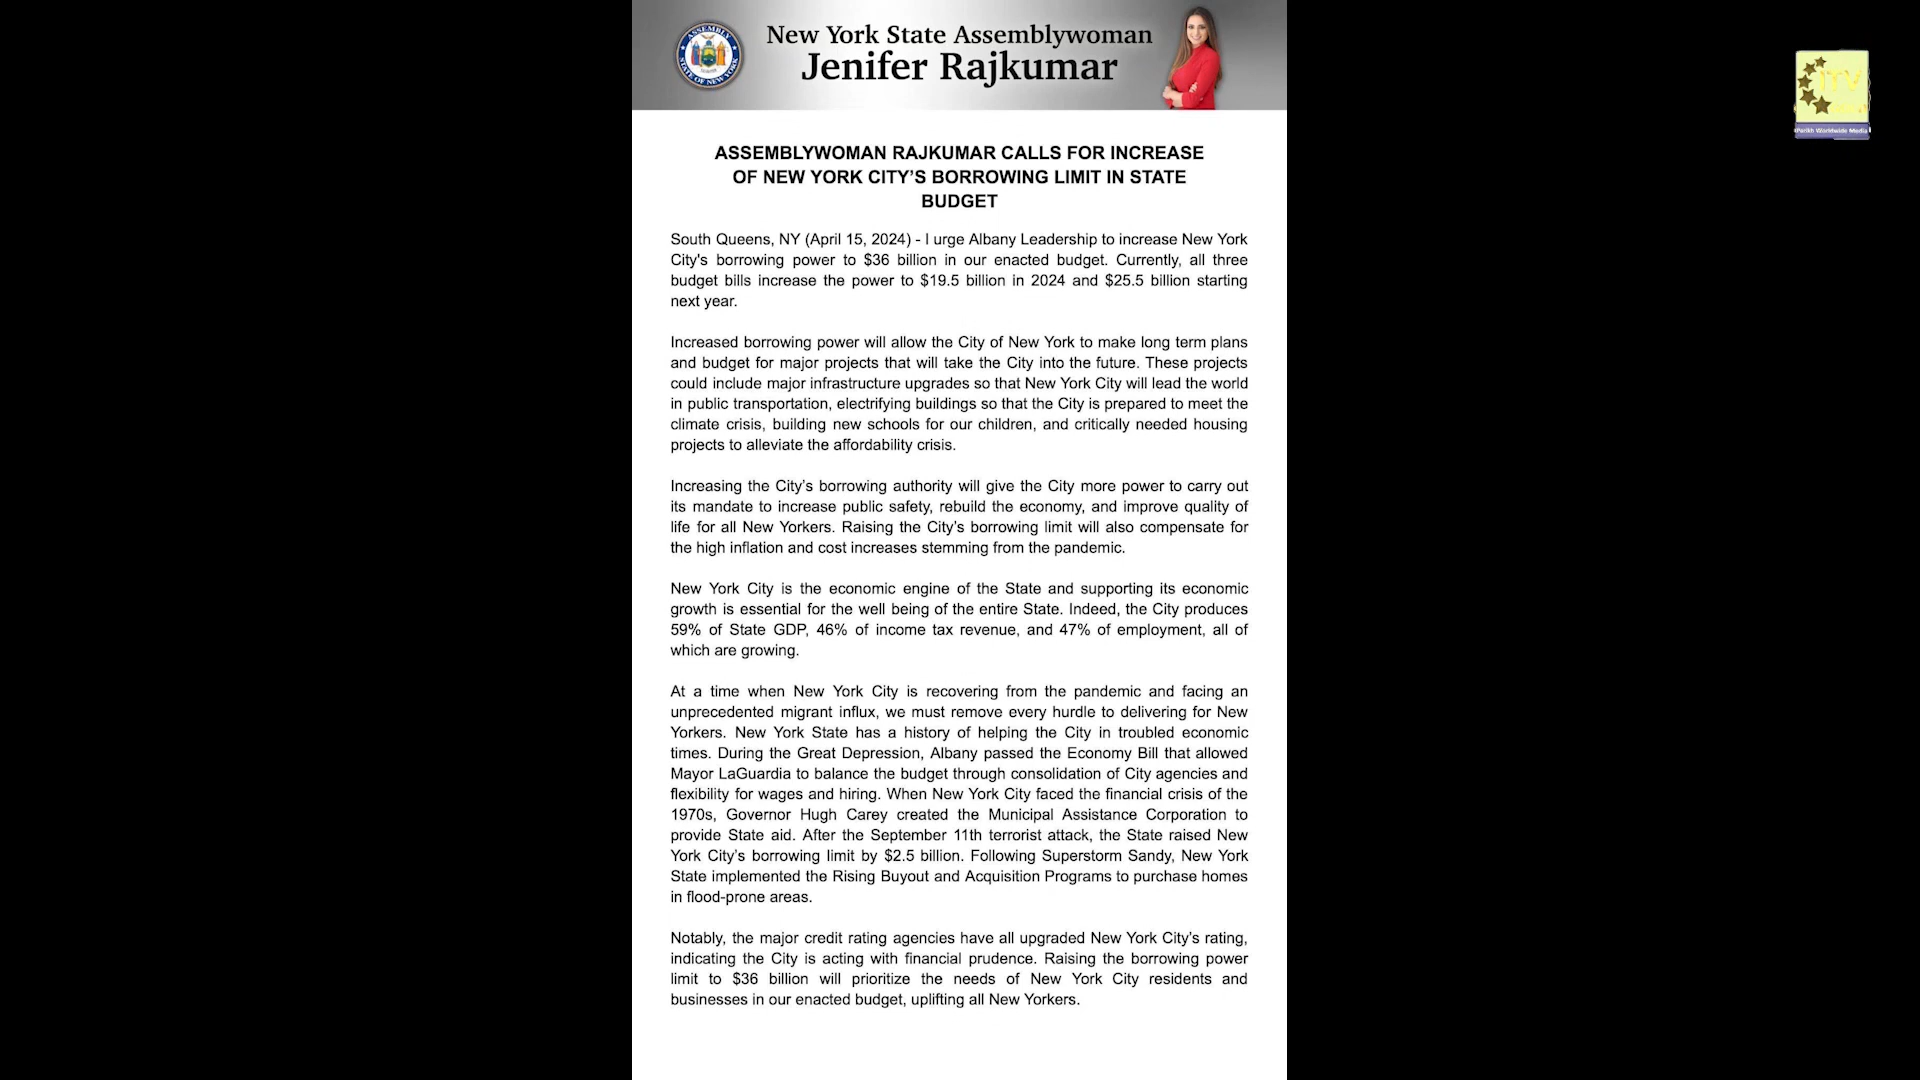 New York State Assemblywoman
Jenifer Rajkumar
ASSEMBLY
STATE OF NEW YORK
ITV
Parikh Worldwide Media
ASSEMBLYWOMAN RAJKUMAR CALLS FOR INCREASE
OF NEW YORK CITY’S BORROWING LIMIT IN STATE
BUDGET
South Queens, NY (April 15, 2024) - I urge Albany Leadership to increase New York
City's borrowing power to $36 billion in our enacted budget. Currently, all three
budget bills increase the power to $19.5 billion in 2024 and $25.5 billion starting
next year.
Increased borrowing power will allow the City of New York to make long term plans
and budget for major projects that will take the City into the future. These projects
could include major infrastructure upgrades so that New York City will lead the world
in public transportation, electrifying buildings so that the City is prepared to meet the
climate crisis, building new schools for our children, and critically needed housing
projects to alleviate the affordability crisis.
Increasing the City’s borrowing authority will give the City more power to carry out
its mandate to increase public safety, rebuild the economy, and improve quality of
life for all New Yorkers. Raising the City’s borrowing limit will also compensate for
the high inflation and cost increases stemming from the pandemic.
New York City is the economic engine of the State and supporting its economic
growth is essential for the well being of the entire State. Indeed, the City produces
59% of State GDP, 46% of income tax revenue, and 47% of employment, all of
which are growing.
At a time when New York City is recovering from the pandemic and facing an
unprecedented migrant influx, we must remove every hurdle to delivering for New
Yorkers. New York State has a history of helping the City in troubled economic
times. During the Great Depression, Albany passed the Economy Bill that allowed
Mayor LaGuardia to balance the budget through consolidation of City agencies and
flexibility for wages and hiring. When New York City faced the financial crisis of the
1970s, Governor Hugh Carey created the Municipal Assistance Corporation to
provide State aid. After the September 11th terrorist attack, the State raised New
York City’s borrowing limit by $2.5 billion. Following Superstorm Sandy, New York
State implemented the Rising Buyout and Acquisition Programs to purchase homes
in flood-prone areas.
Notably, the major credit rating agencies have all upgraded New York City’s rating,
indicating the City is acting with financial prudence. Raising the borrowing power
limit to $36 billion will prioritize the needs of New York City residents and
businesses in our enacted budget, uplifting all New Yorkers.